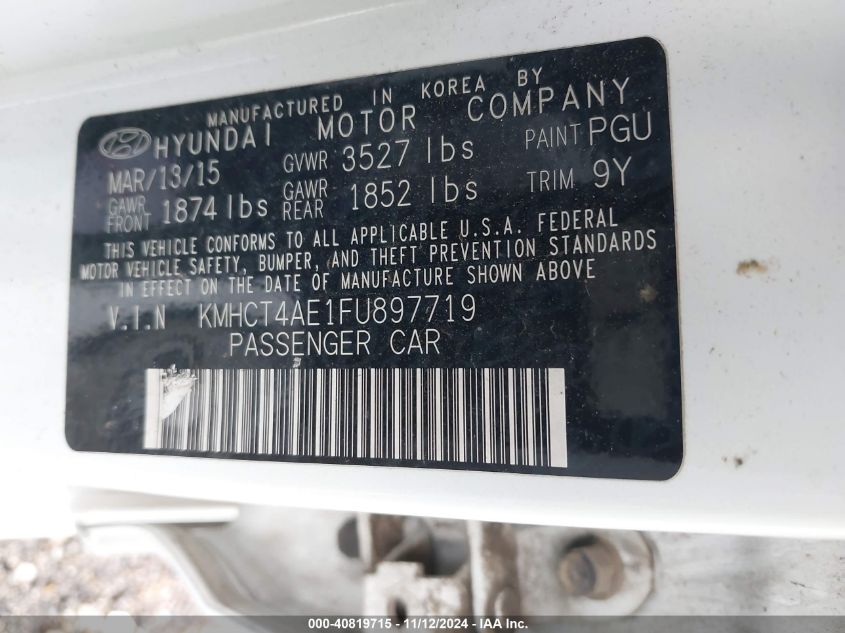 MANUFACTURED IN KOREA BY
HYUNDAI MOTOR COMPANY
MAR/13/15 GVWR 3527 lbs PAINT PGU
GAWR FRONT 1874 lbs GAWR REAR 1852 lbs TRIM 9Y
THIS VEHICLE CONFORMS TO ALL APPLICABLE U.S.A. FEDERAL
MOTOR VEHICLE SAFETY, BUMPER, AND THEFT PREVENTION STANDARDS
IN EFFECT ON THE DATE OF MANUFACTURE SHOWN ABOVE
V.I.N KMHCT4AE1FU897719
PASSENGER CAR
000-40819715 - 11/12/2024 - IAAI.COM